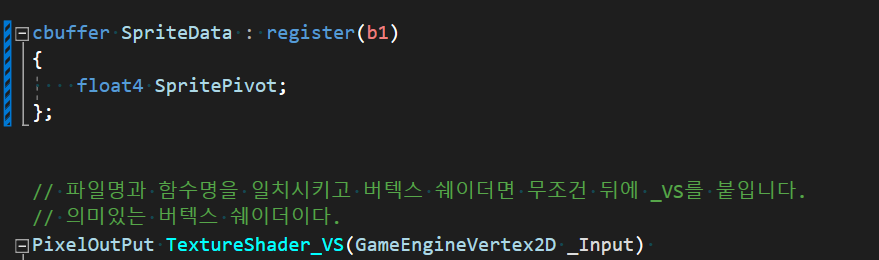 cbuffer SpriteData : register(b1)
{
float4 SpritePivot;
};
// 파일명과 함수명을 일치시키고 버텍스 쉐이더면 무조건 뒤에 _VS를 붙입니다.
// 의미있는 버텍스 쉐이더이다.
PixelOutPut TextureShader_VS(GameEngineVertex2D _Input)